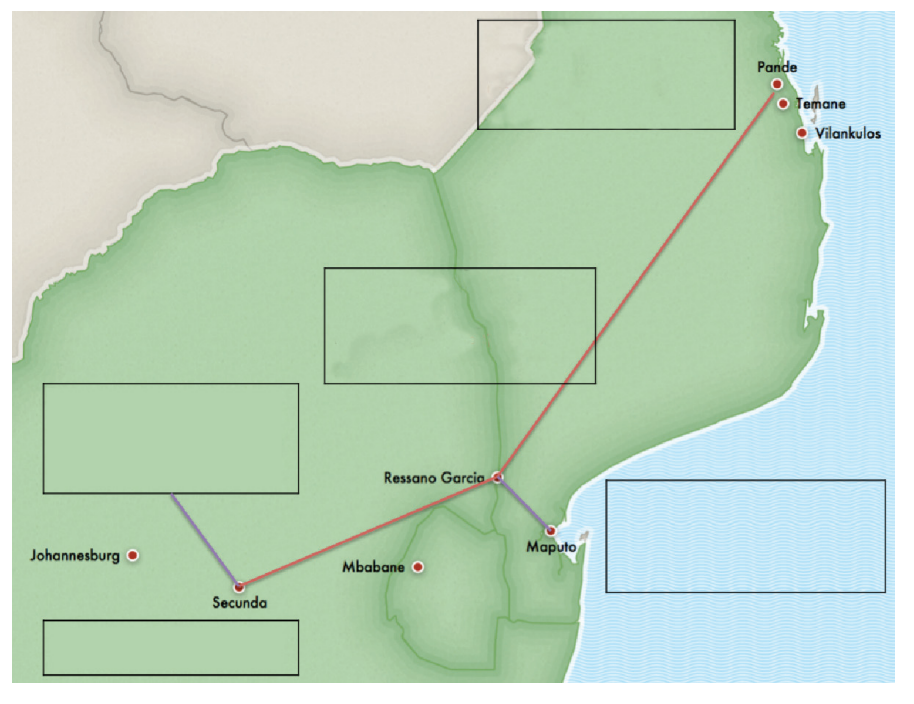 Pande
Temane
Vilankulos
Ressano Garcia
Maputo
Johannesburg
Mbabane
Secunda